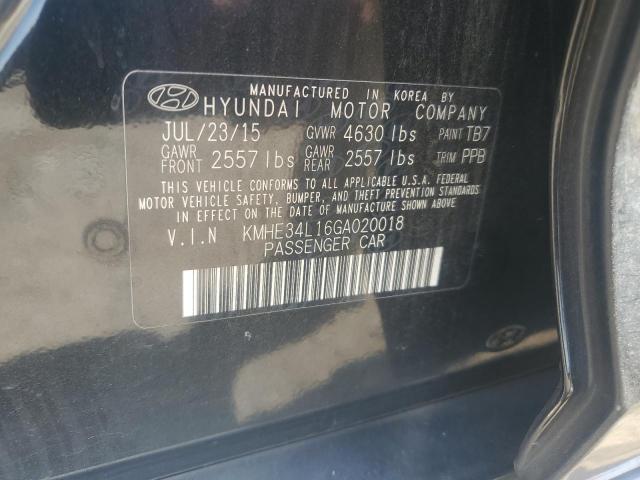 MANUFACTURED IN KOREA BY
HYUNDAI MOTOR COMPANY
JUL/23/15 GVWR 4630 lbs PAINT TB7
GAWR FRONT 2557 lbs GAWR REAR 2557 lbs TRIM PPB
THIS VEHICLE CONFORMS TO ALL APPLICABLE U.S.A. FEDERAL
MOTOR VEHICLE SAFETY, BUMPER, AND THEFT PREVENTION STANDARDS
IN EFFECT ON THE DATE OF MANUFACTURE SHOWN ABOVE.
V.I.N KMHE34L16GA020018
PASSENGER CAR